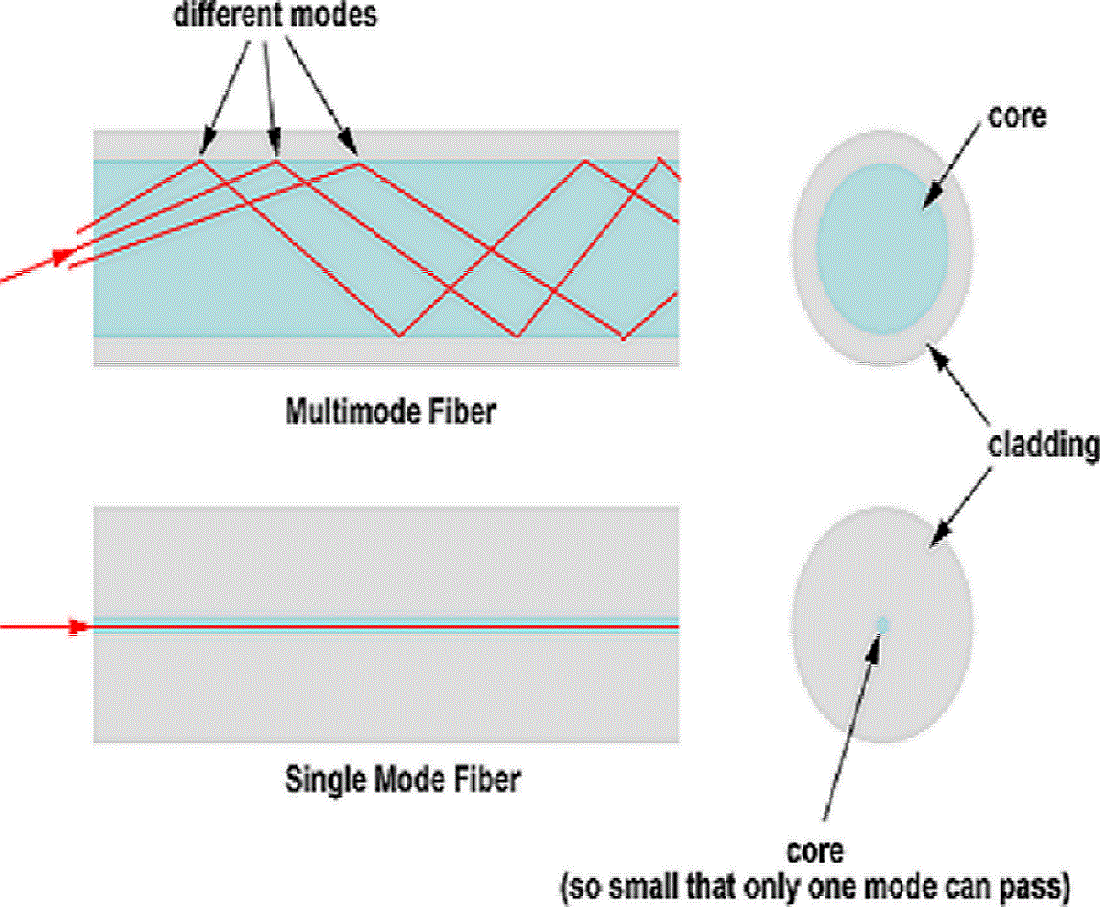 different modes
core
Multimode Fiber
cladding
Single Mode Fiber
core
(so small that only one mode can pass)